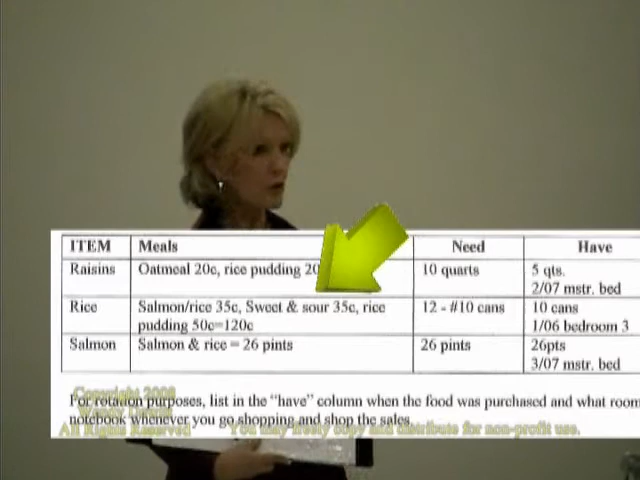 ITEM Meals Need Have
Raisins Oatmeal 20c, rice pudding 20 10 quarts 5 qts.
2/07 mstr. bed
Rice Salmon/rice 35c, Sweet & sour 35c, rice 12 - #10 cans 10 cans
pudding 50c=120c 1/06 bedroom 3
Salmon Salmon & rice = 26 pints 26 pints 26pts
3/07 mstr. bed
For rotation purposes, list in the "have" column when the food was purchased and what room
notebook whenever you go shopping and shop the sales.
Copyright 2008
All Rights Reserved You may freely copy and distribute for non-profit use.